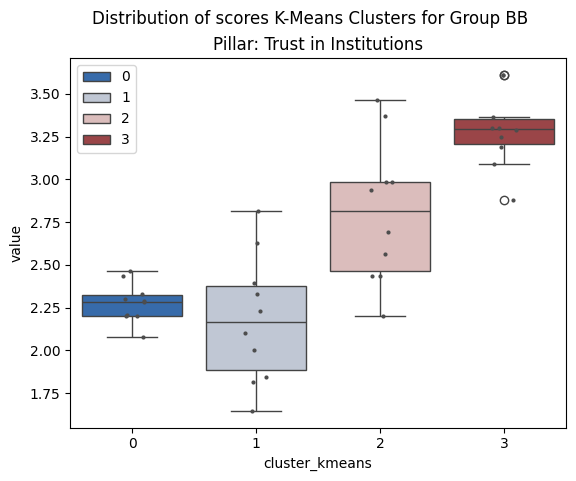 Distribution of scores K-Means Clusters for Group BB
Pillar: Trust in Institutions
0
1
2
3
3.50
3.25
3.00
2.75
2.50
2.25
2.00
1.75
value
0 1 2 3
cluster_kmeans